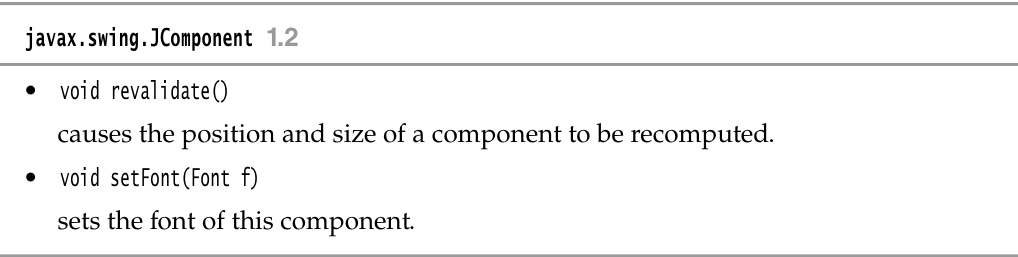 javax.swing.JComponent 1.2
• void revalidate()
causes the position and size of a component to be recomputed.
• void setFont(Font f)
sets the font of this component.